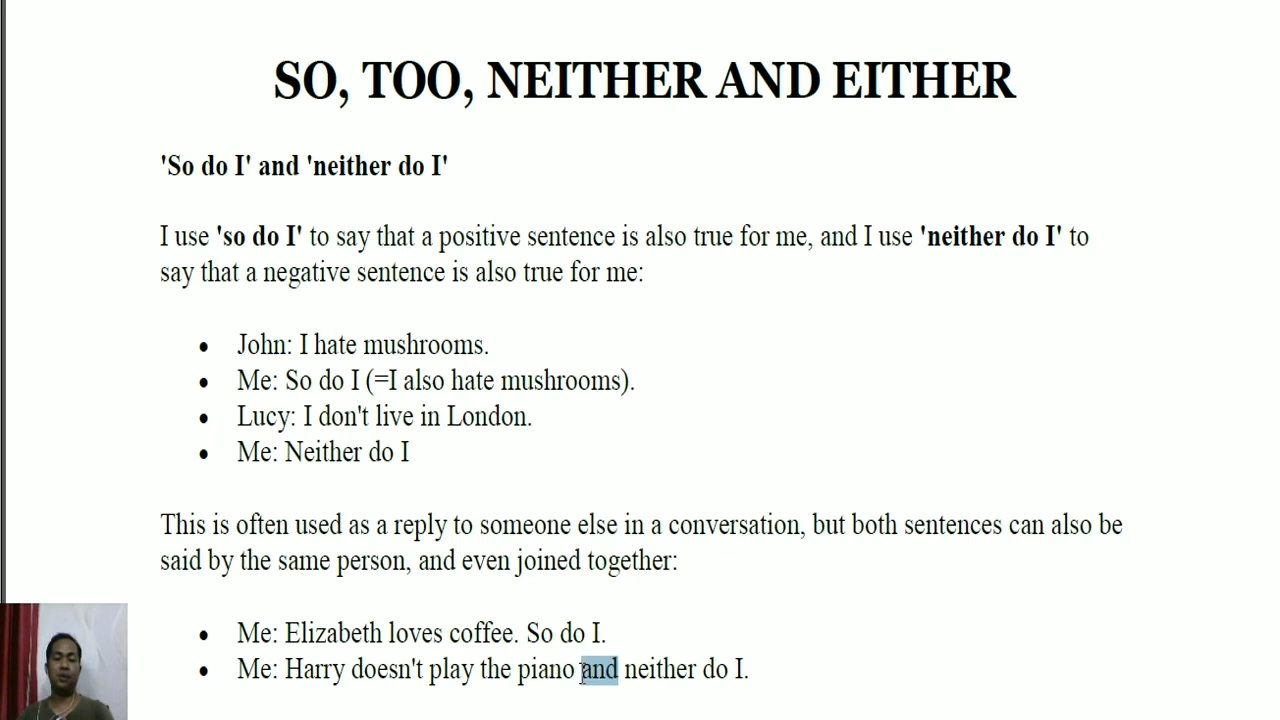 SO, TOO, NEITHER AND EITHER
'So do I' and 'neither do I'
I use 'so do I' to say that a positive sentence is also true for me, and I use 'neither do I' to
say that a negative sentence is also true for me:
• John: I hate mushrooms.
• Me: So do I (=I also hate mushrooms).
• Lucy: I don't live in London.
• Me: Neither do I
This is often used as a reply to someone else in a conversation, but both sentences can also be
said by the same person, and even joined together:
• Me: Elizabeth loves coffee. So do I.
• Me: Harry doesn't play the piano and neither do I.